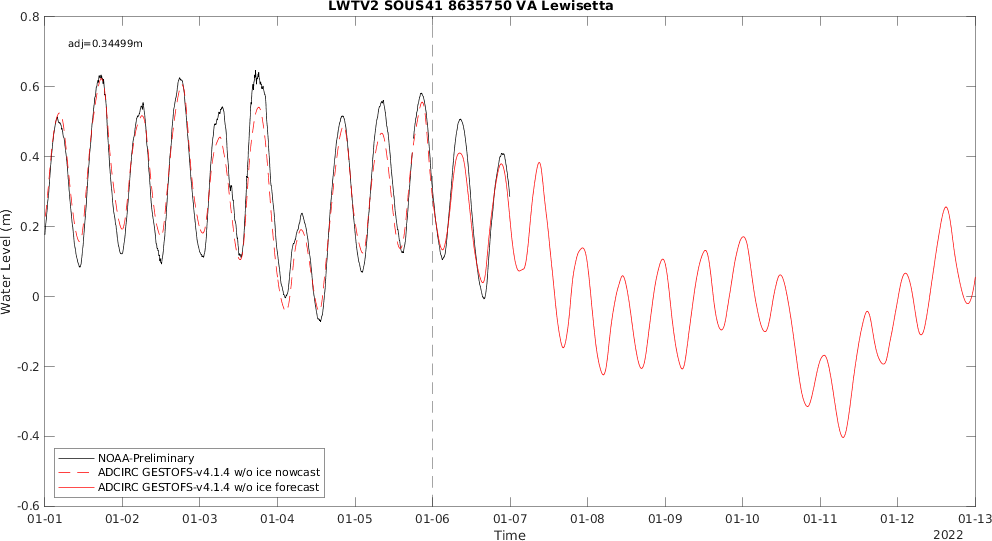 LWTV2 SOUS41 8635750 VA Lewisetta
adj=0.34499m
0.8
0.6
0.4
0.2
0
-0.2
-0.4
-0.6
Water Level (m)
NOAA-Preliminary
ADCIRC GESTOFS-v4.1.4 w/o ice nowcast
ADCIRC GESTOFS-v4.1.4 w/o ice forecast
01-01 01-02 01-03 01-04 01-05 01-06 01-07 01-08 01-09 01-10 01-11 01-12 01-13
Time
2022